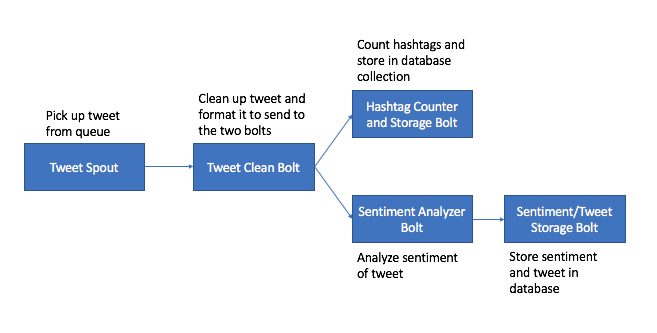 Count hashtags and
store in database
collection
Clean up tweet and
format it to send to
the two bolts
Hashtag Counter
and Storage Bolt
Pick up tweet
from queue
Tweet Spout
Tweet Clean Bolt
Sentiment Analyzer
Bolt
Sentiment/Tweet
Storage Bolt
Analyze sentiment
of tweet
Store sentiment
and tweet in
database